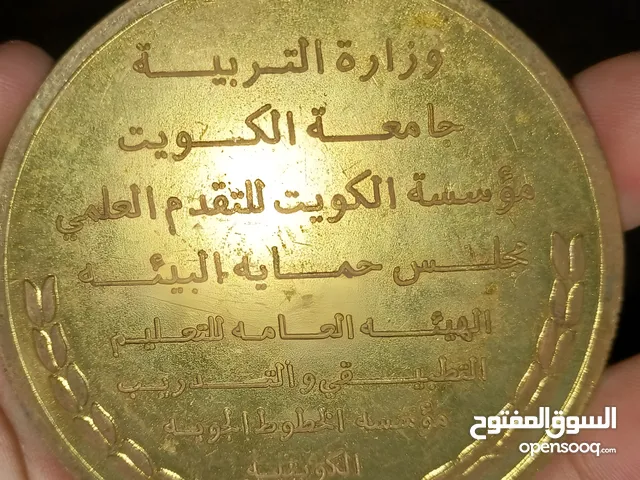 وزارة التربية
جامعة الكويت
مؤسسة الكويت للتقدم العلمي
مجلس حمايه البيئه
الهيئه العامه للتعليم
التطبيقي والتدريب
مؤسسه الخطوط الجويه
الكويتيه
السوق المفتوح
opensooq.com